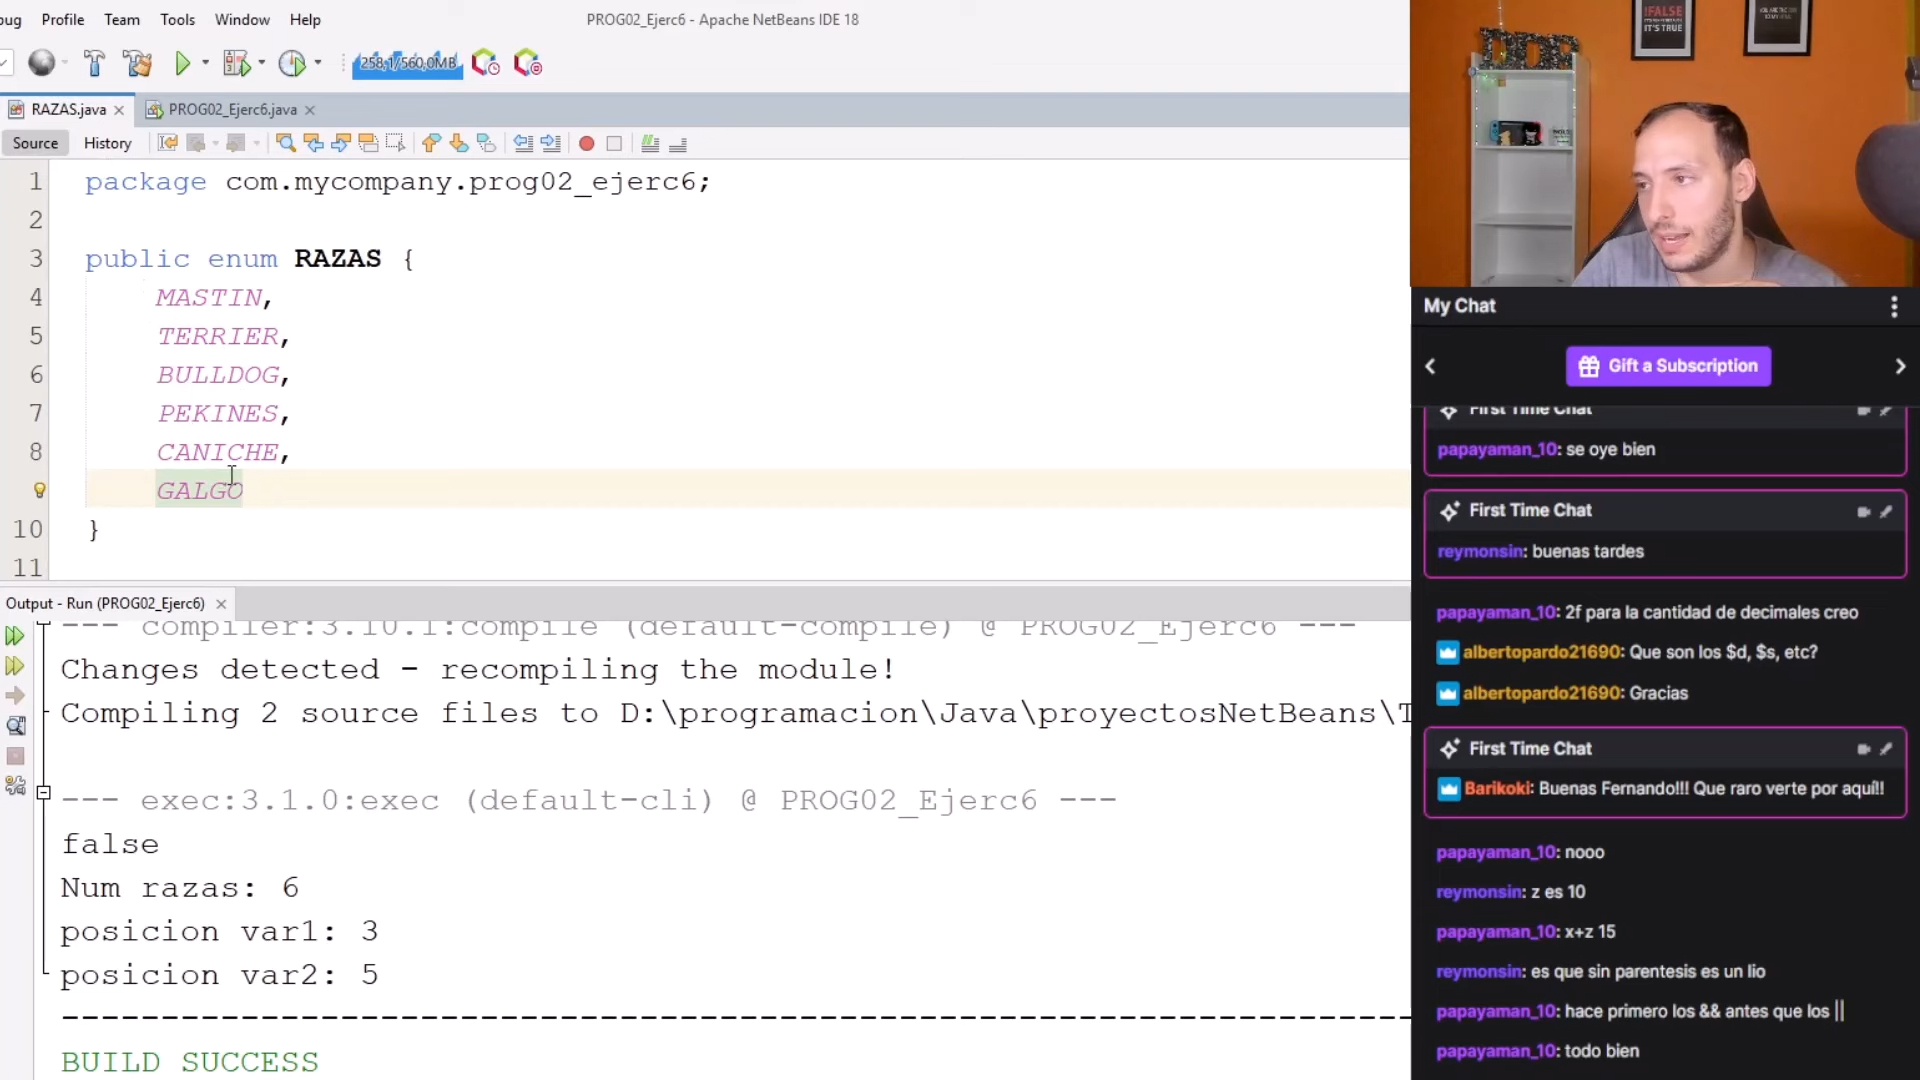 bug Profile Team Tools Window Help
PROG02_Ejerc6 - Apache NetBeans IDE 18
258,1/560,0MB
RAZAS.java PROG02_Ejerc6.java
Source History
1 package com.mycompany.prog02_ejerc6;
2
3 public enum RAZAS {
4 MASTIN,
5 TERRIER,
6 BULLDOG,
7 PEKINES,
8 CANICHE,
GALGO
10 }
11
Output - Run (PROG02_Ejerc6)
--- compiler:3.10.1:compile (default-compile) @ PROG02_Ejerc6 ---
Changes detected - recompiling the module!
Compiling 2 source files to D:\programacion\Java\proyectosNetBeans\T
--- exec:3.1.0:exec (default-cli) @ PROG02_Ejerc6 ---
false
Num razas: 6
posicion var1: 3
posicion var2: 5
BUILD SUCCESS
!FALSE
IT'S TRUE
My Chat
Gift a Subscription
First Time Chat
papayaman_10: se oye bien
First Time Chat
reymonsin: buenas tardes
papayaman_10: 2f para la cantidad de decimales creo
albertopardo21690: Que son los $d, $s, etc?
albertopardo21690: Gracias
First Time Chat
Barikoki: Buenas Fernando!!! Que raro verte por aquí!!
papayaman_10: nooo
reymonsin: z es 10
papayaman_10: x+z 15
reymonsin: es que sin parentesis es un lio
papayaman_10: hace primero los && antes que los ||
papayaman_10: todo bien